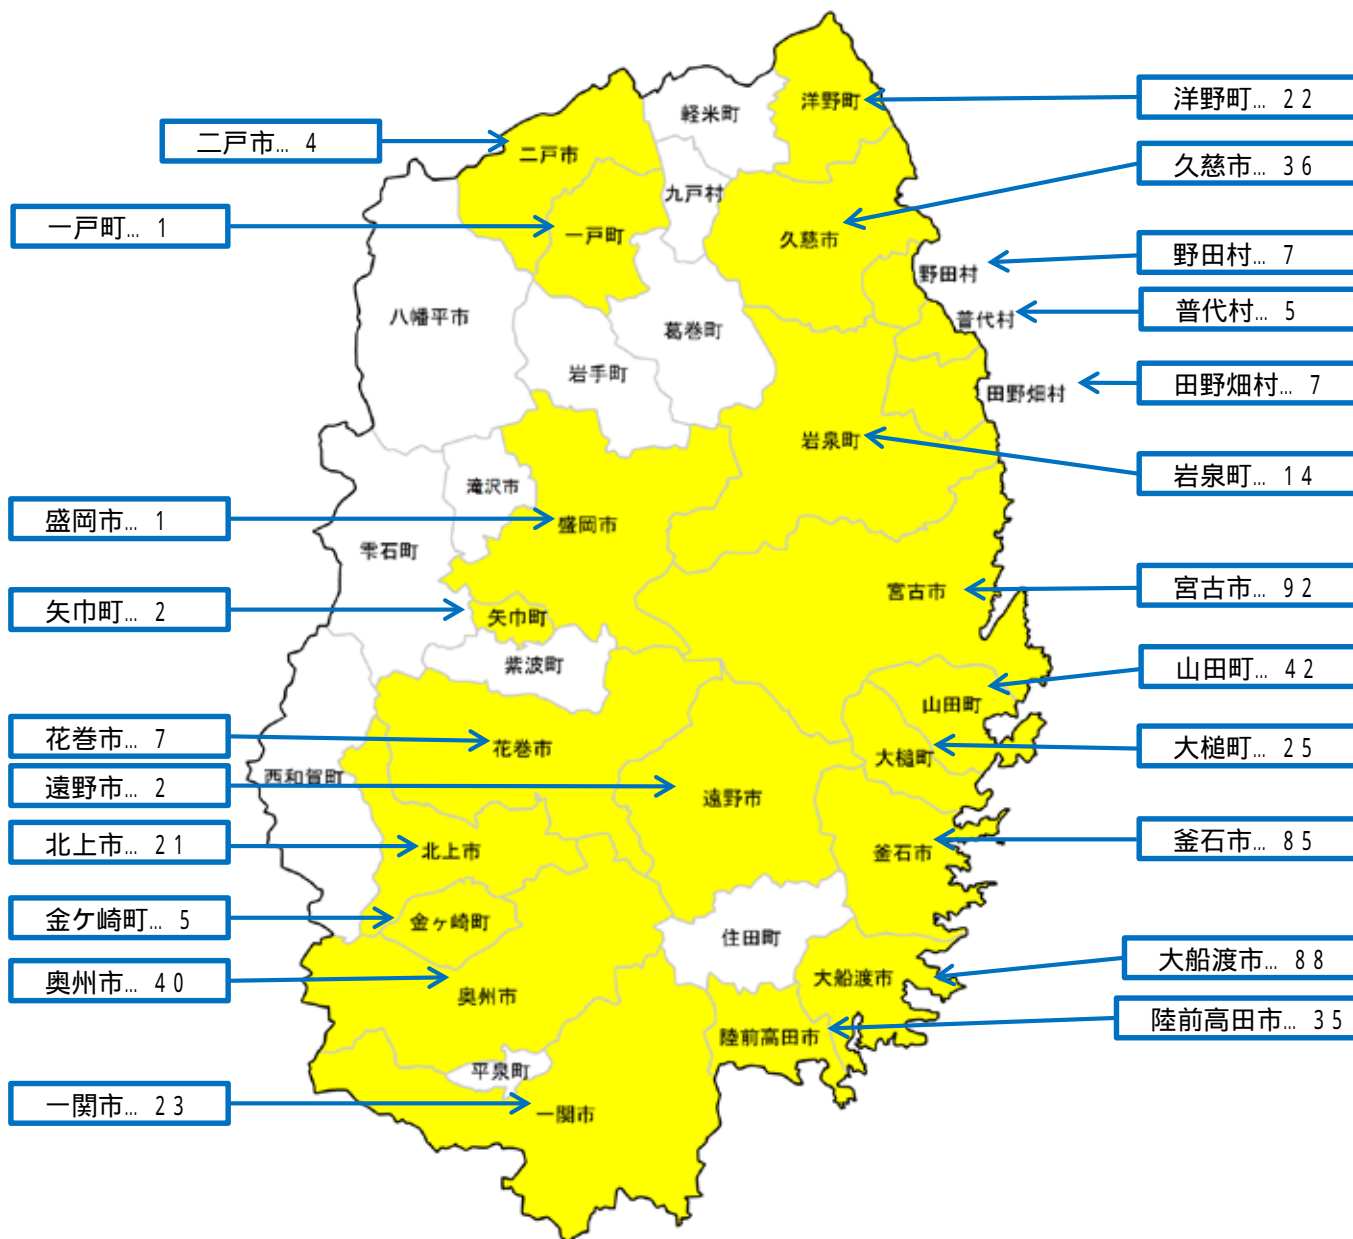 二戸市… 4
一戸町… 1
盛岡市… 1
矢巾町… 2
花巻市… 7
遠野市… 2
北上市… 21
金ケ崎町… 5
奥州市… 40
一関市… 23
洋野町
軽米町
二戸市
九戸村
一戸町
久慈市
野田村
八幡平市
葛巻町
普代村
岩手町
田野畑村
岩泉町
滝沢市
盛岡市
雫石町
宮古市
矢巾町
紫波町
山田町
花巻市
大槌町
西和賀町
遠野市
北上市
釜石市
金ヶ崎町
住田町
大船渡市
奥州市
陸前高田市
平泉町
一関市
洋野町… 22
久慈市… 36
野田村… 7
普代村… 5
田野畑村… 7
岩泉町… 14
宮古市… 92
山田町… 42
大槌町… 25
釜石市… 85
大船渡市… 88
陸前高田市… 35